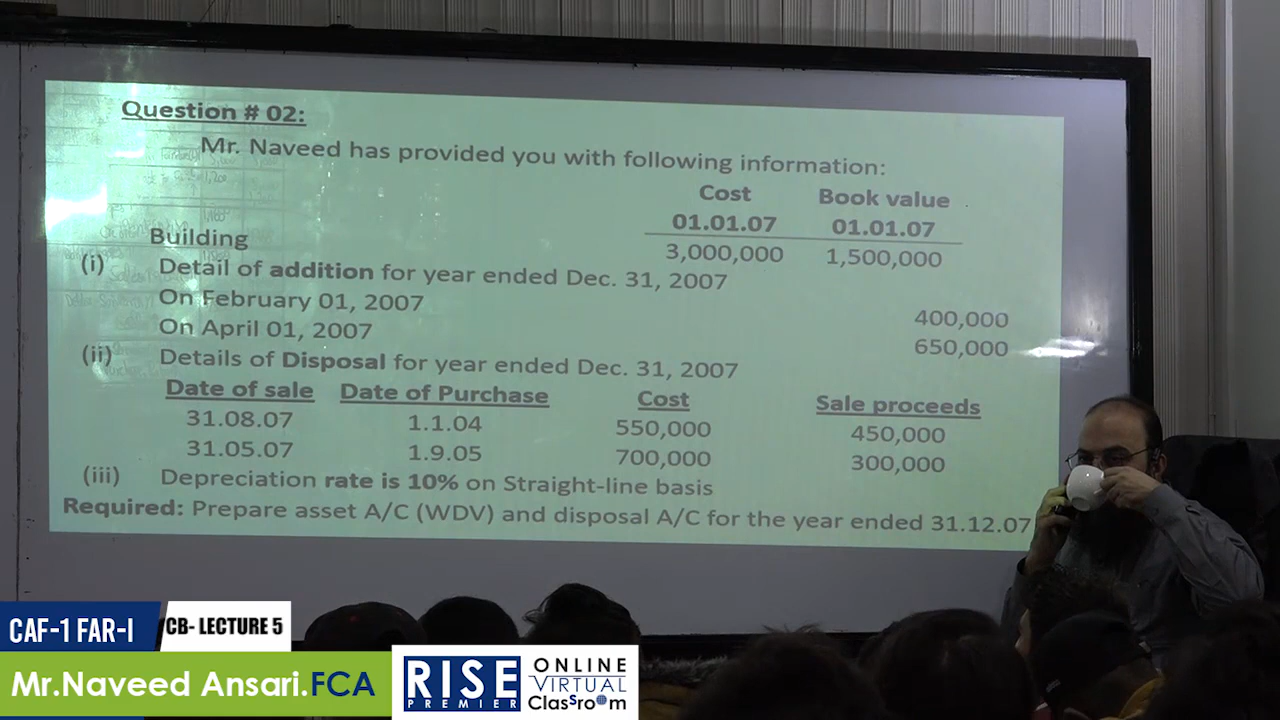 Question # 02:
Mr. Naveed has provided you with following information:
Cost Book value
01.01.07 01.01.07
Building 3,000,000 1,500,000
(i) Detail of addition for year ended Dec. 31, 2007
On February 01, 2007 400,000
On April 01, 2007 650,000
(ii) Details of Disposal for year ended Dec. 31, 2007
Date of sale Date of Purchase Cost Sale proceeds
31.08.07 1.1.04 550,000 450,000
31.05.07 1.9.05 700,000 300,000
(iii) Depreciation rate is 10% on Straight-line basis
Required: Prepare asset A/C (WDV) and disposal A/C for the year ended 31.12.07
CAF-1 FAR-I CB- LECTURE 5
Mr.Naveed Ansari.FCA
RISE
PREMIER
ONLINE
VIRTUAL
ClasSroom